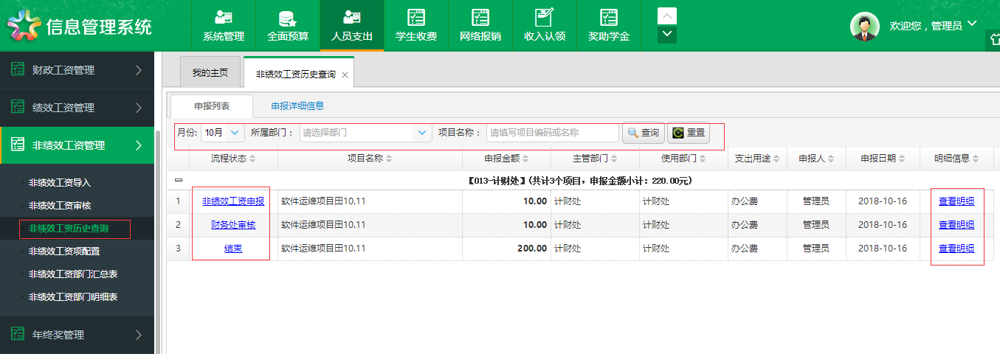 信息管理系统
系统管理
全面预算
人员支出
学生收费
网络报销
收入认领
奖助学金
欢迎您，管理员
财政工资管理
绩效工资管理
非绩效工资管理
非绩效工资导入
非绩效工资审核
非绩效工资历史查询
非绩效工资项配置
非绩效工资部门汇总表
非绩效工资部门明细表
年终奖管理
我的主页
非绩效工资历史查询
申报列表
申报详细信息
月份: 10月 所属部门： 请选择部门 项目名称： 请填写项目编码或名称 查询 重置
流程状态 项目名称 申报金额 主管部门 使用部门 支出用途 申报人 申报日期 明细信息
【013-计财处】(共计3个项目，申报金额小计：220.00元)
1 非绩效工资申报 软件运维项目田10.11 10.00 计财处 计财处 办公费 管理员 2018-10-16 查看明细
2 财务处审核 软件运维项目田10.11 10.00 计财处 计财处 办公费 管理员 2018-10-16 查看明细
3 结束 软件运维项目田10.11 200.00 计财处 计财处 办公费 管理员 2018-10-16 查看明细